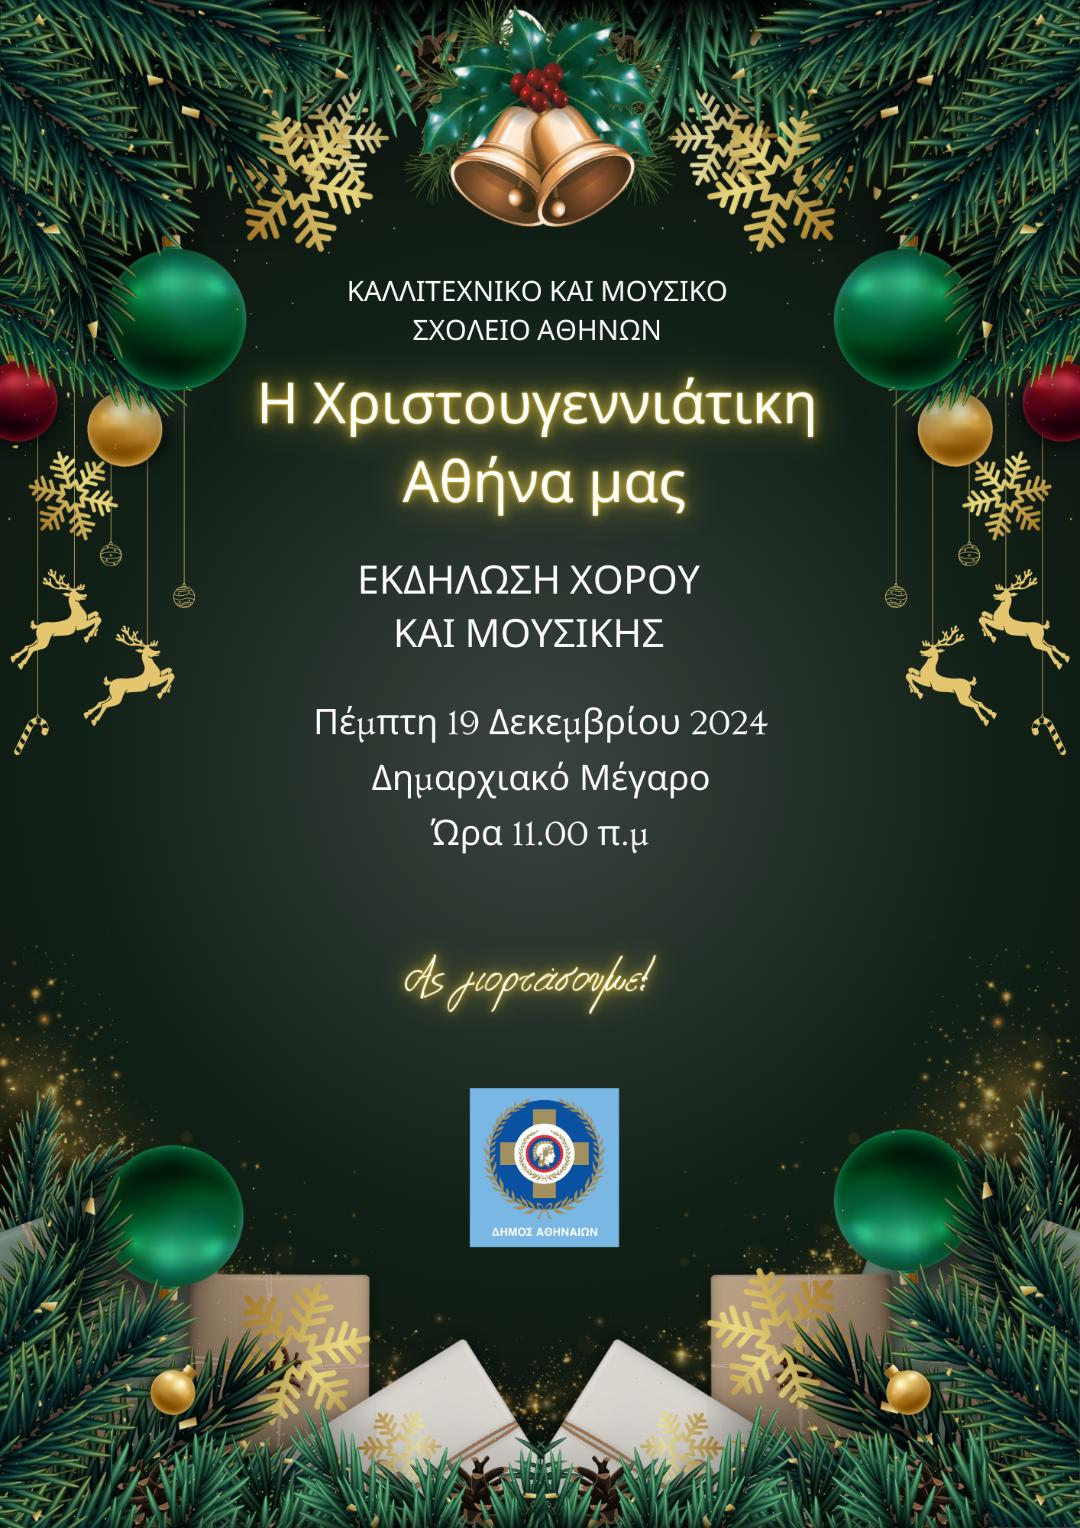 ΚΑΛΛΙΤΕΧΝΙΚΟ ΚΑΙ ΜΟΥΣΙΚΟ
ΣΧΟΛΕΙΟ ΑΘΗΝΩΝ
Η Χριστουγεννιάτικη
Αθήνα μας
ΕΚΔΗΛΩΣΗ ΧΟΡΟΥ
ΚΑΙ ΜΟΥΣΙΚΗΣ
Πέμπτη 19 Δεκεμβρίου 2024
Δημαρχιακό Μέγαρο
Ώρα 11.00 π.μ
Ας γιορτάσουμε!
ΔΗΜΟΣ ΑΘΗΝΑΙΩΝ